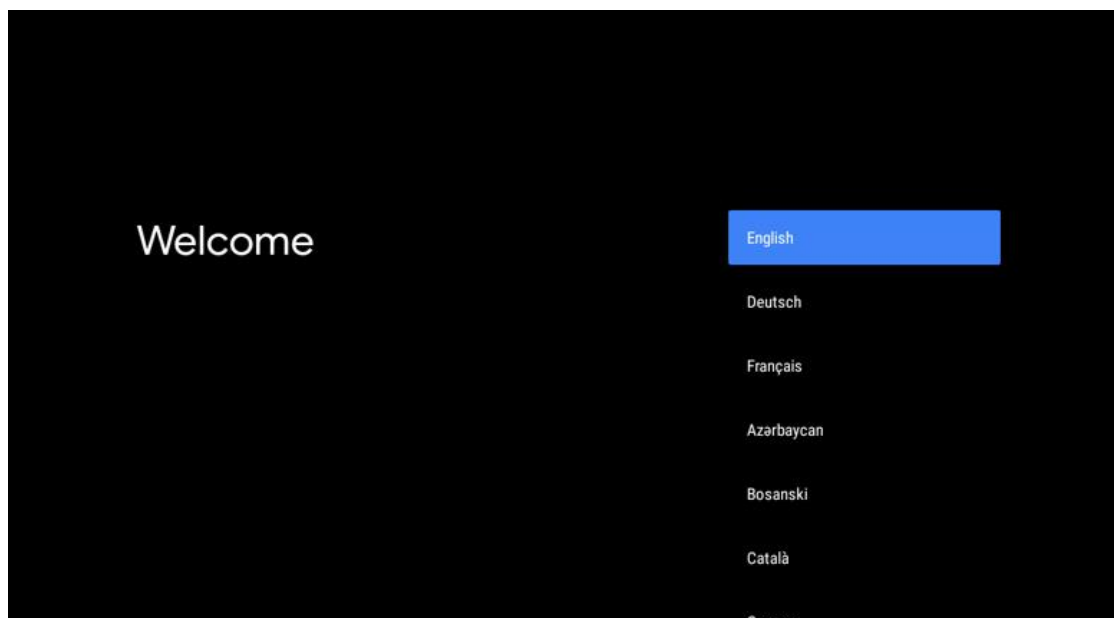 Welcome
English
Deutsch
Français
Azərbaycan
Bosanski
Català